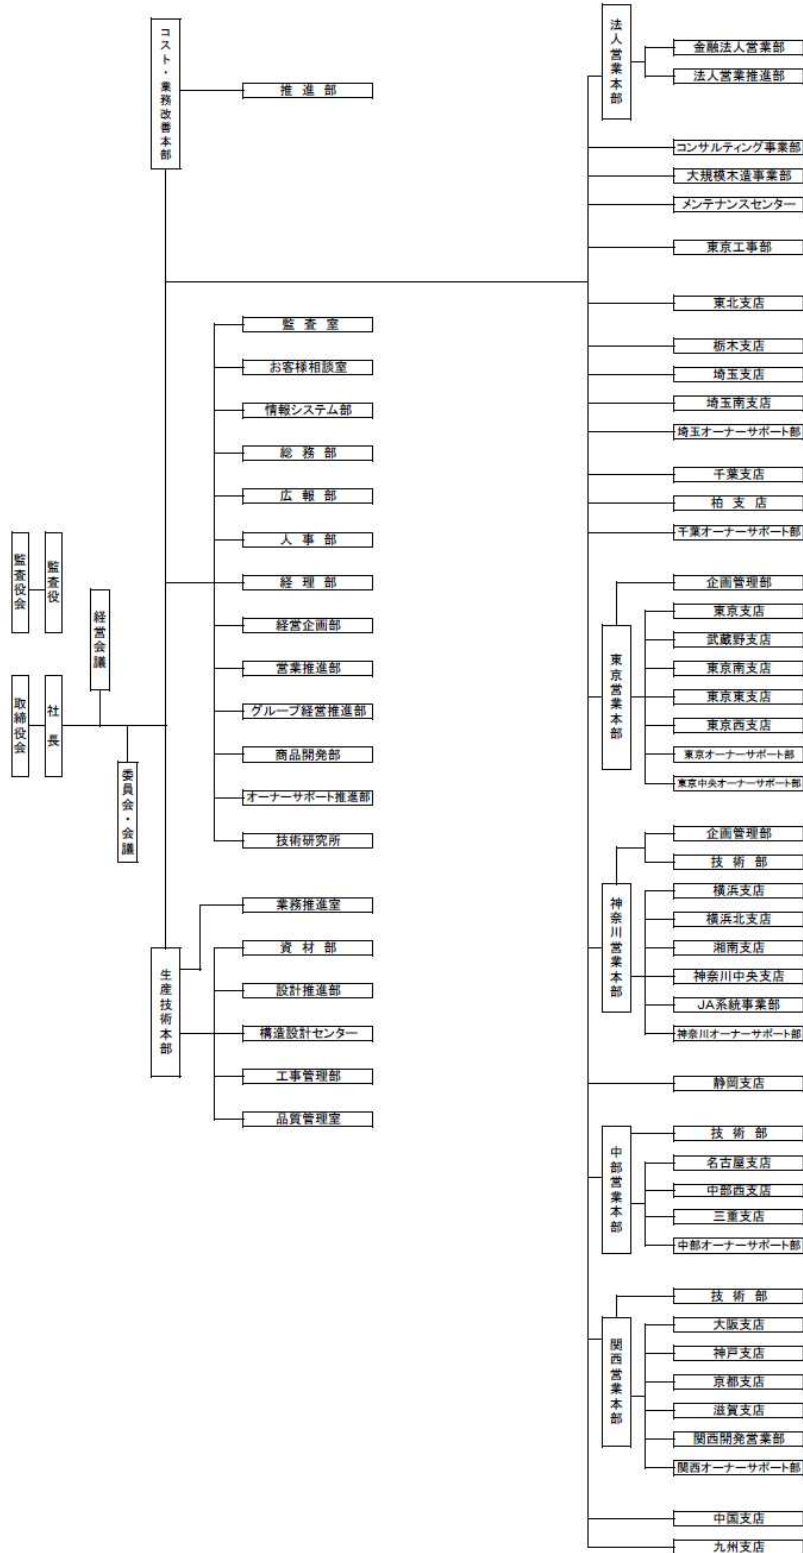 コスト・業務改善本部
推進部
監査室
お客様相談室
情報システム部
総務部
広報部
人事部
経理部
経営企画部
営業推進部
グループ経営推進部
商品開発部
オーナーサポート推進部
技術研究所
監査役会
監査役
経営会議
取締役会
社長
委員会・会議
生産技術本部
業務推進室
資材部
設計推進部
構造設計センター
工事管理部
品質管理室
法人営業本部
金融法人営業部
法人営業推進部
コンサルティング事業部
大規模木造事業部
メンテナンスセンター
東京工事部
東北支店
栃木支店
埼玉支店
埼玉南支店
埼玉オーナーサポート部
千葉支店
柏支店
千葉オーナーサポート部
東京営業本部
企画管理部
東京支店
武蔵野支店
東京南支店
東京東支店
東京西支店
東京オーナーサポート部
東京中央オーナーサポート部
神奈川営業本部
企画管理部
技術部
横浜支店
横浜北支店
湘南支店
神奈川中央支店
JA系統事業部
神奈川オーナーサポート部
静岡支店
中部営業本部
技術部
名古屋支店
中部西支店
三重支店
中部オーナーサポート部
関西営業本部
技術部
大阪支店
神戸支店
京都支店
滋賀支店
関西開発営業部
関西オーナーサポート部
中国支店
九州支店